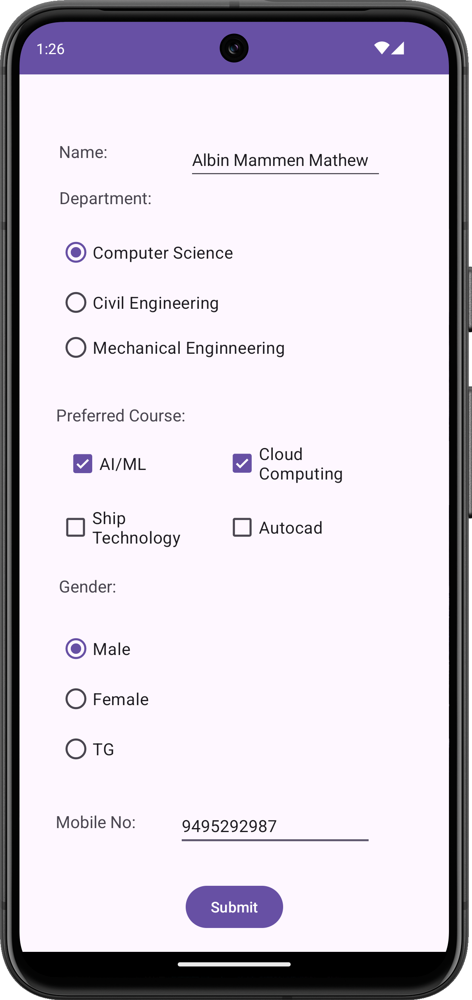 1:26
Name:
Albin Mammen Mathew
Department:
Computer Science
Civil Engineering
Mechanical Enginneering
Preferred Course:
AI/ML
Cloud
Computing
Ship
Technology
Autocad
Gender:
Male
Female
TG
Mobile No:
9495292987
Submit